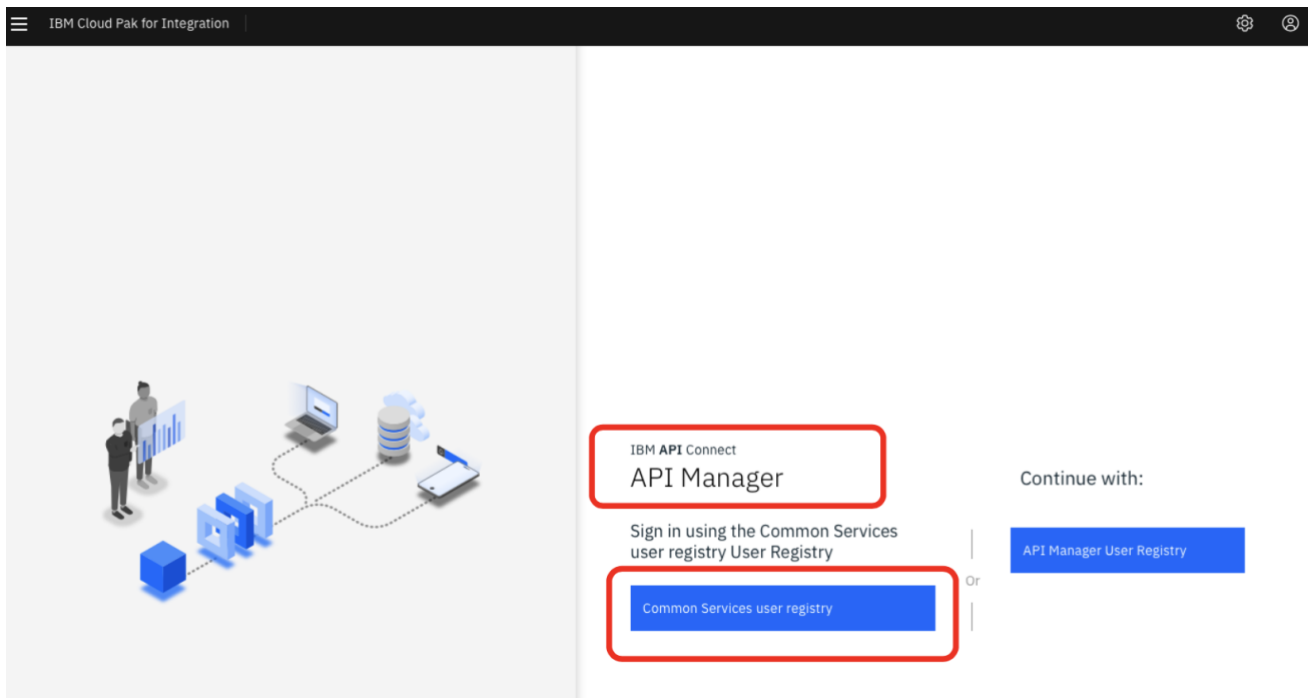 IBM Cloud Pak for Integration
IBM API Connect
API Manager
Sign in using the Common Services
user registry User Registry
Common Services user registry
Or
Continue with:
API Manager User Registry